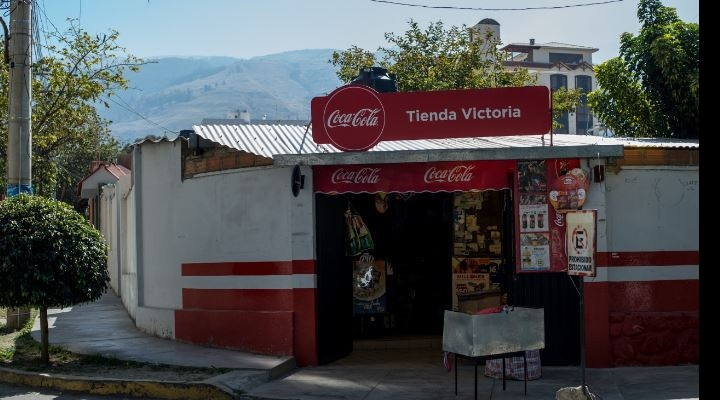 Coca-Cola
Tienda Victoria
Coca-Cola Coca-Cola
E
PROHIBIDO
ESTACIONAR